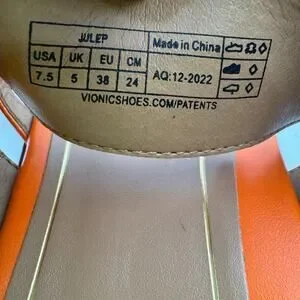 JULEP
USA UK EU CM
7.5 5 38 24
Made in China
AQ:12-2022
VIONICSHOES.COM/PATENTS